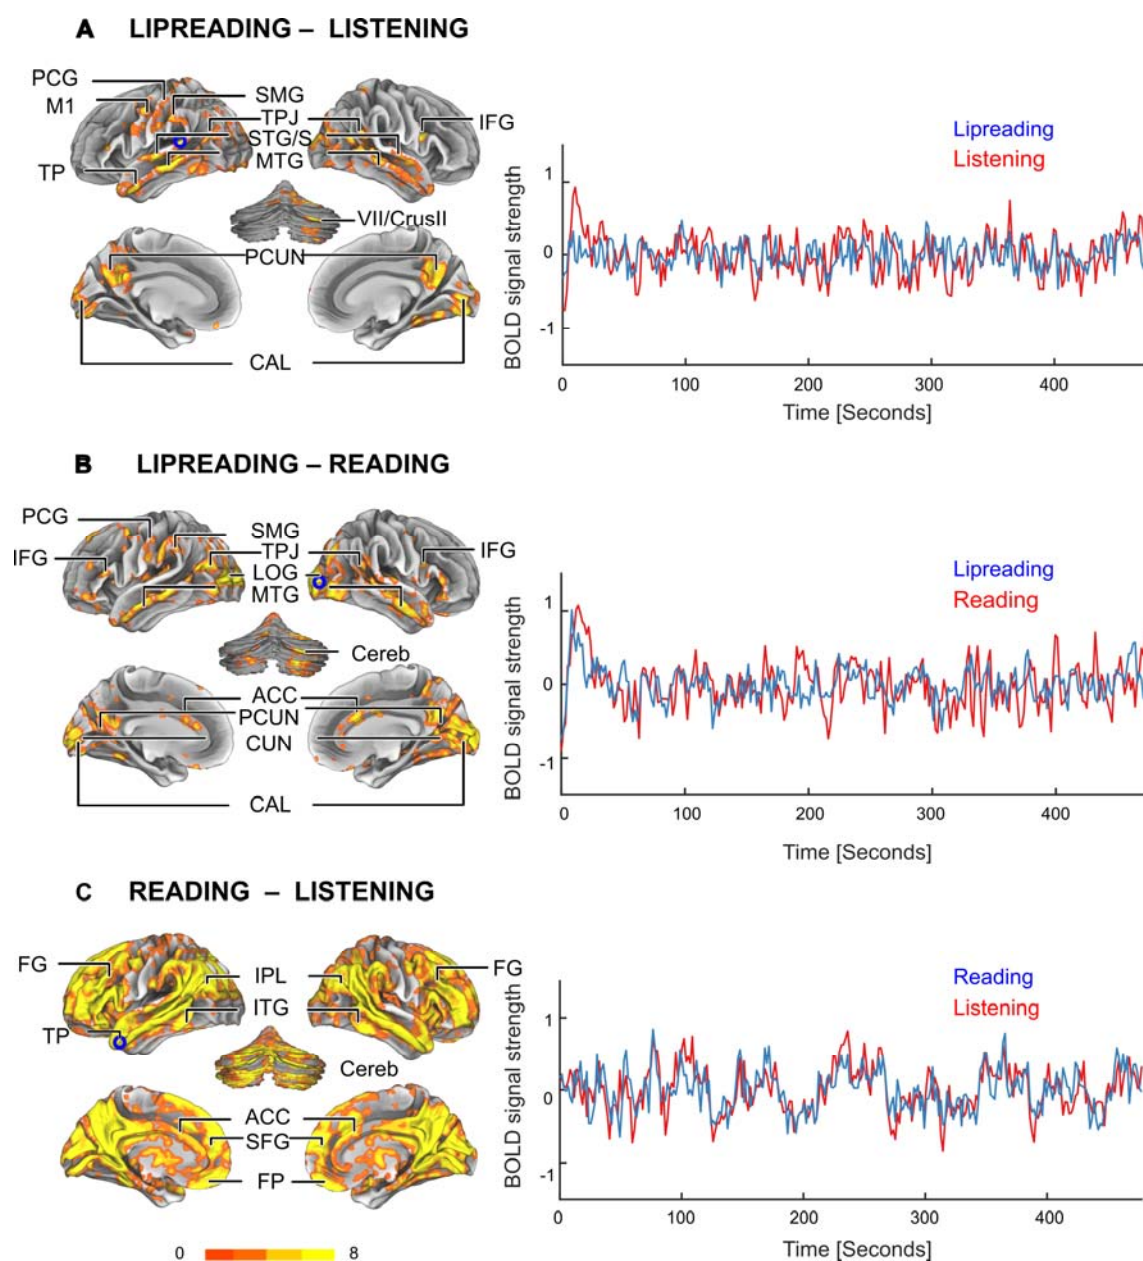 A LIPREADING – LISTENING
PCG
M1
TP
SMG
TPJ
STG/S
MTG
IFG
VII/CrusII
PCUN
CAL
Lipreading
Listening
BOLD signal strength
1
0
-1
0 100 200 300 400
Time [Seconds]
B LIPREADING – READING
PCG
IFG
SMG
TPJ
LOG
MTG
IFG
Cereb
ACC
PCUN
CUN
CAL
Lipreading
Reading
BOLD signal strength
1
0
-1
0 100 200 300 400
Time [Seconds]
C READING – LISTENING
FG
TP
IPL
ITG
FG
Cereb
ACC
SFG
FP
0 8
Reading
Listening
BOLD signal strength
1
0
-1
0 100 200 300 400
Time [Seconds]